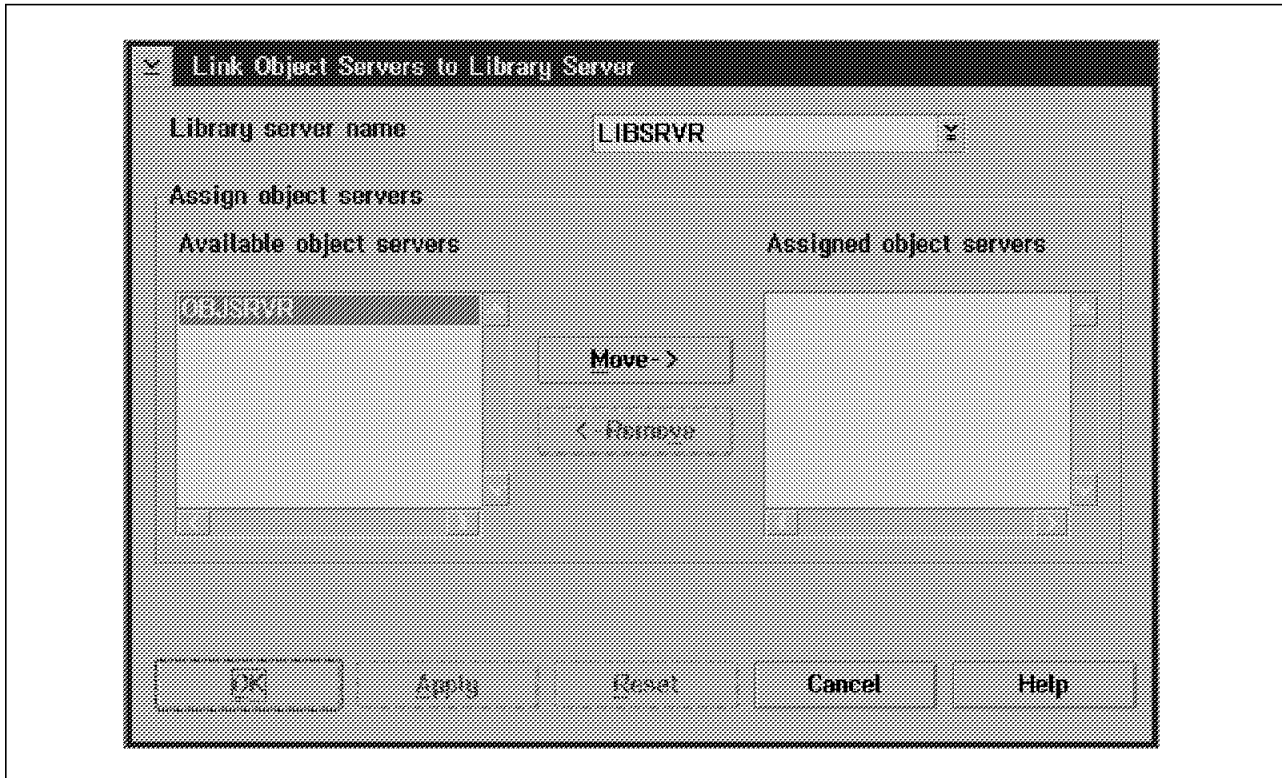 Link Object Servers to Library Server
Library server name LIBSRVR
Assign object servers
Available object servers Assigned object servers
OBJSRVR
Move->
<-Remove
OK Apply Reset Cancel Help